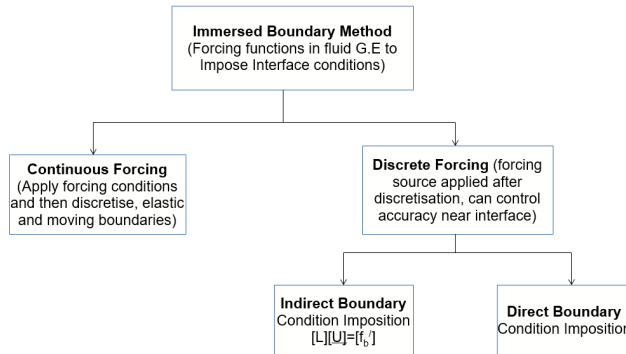 Immersed Boundary Method
(Forcing functions in fluid G.E to
Impose Interface conditions)
Continuous Forcing
(Apply forcing conditions
and then discretise, elastic
and moving boundaries)
Discrete Forcing (forcing
source applied after
discretisation, can control
accuracy near interface)
Indirect Boundary
Condition Imposition
[L][U]=[f_b^/]
Direct Boundary
Condition Imposition